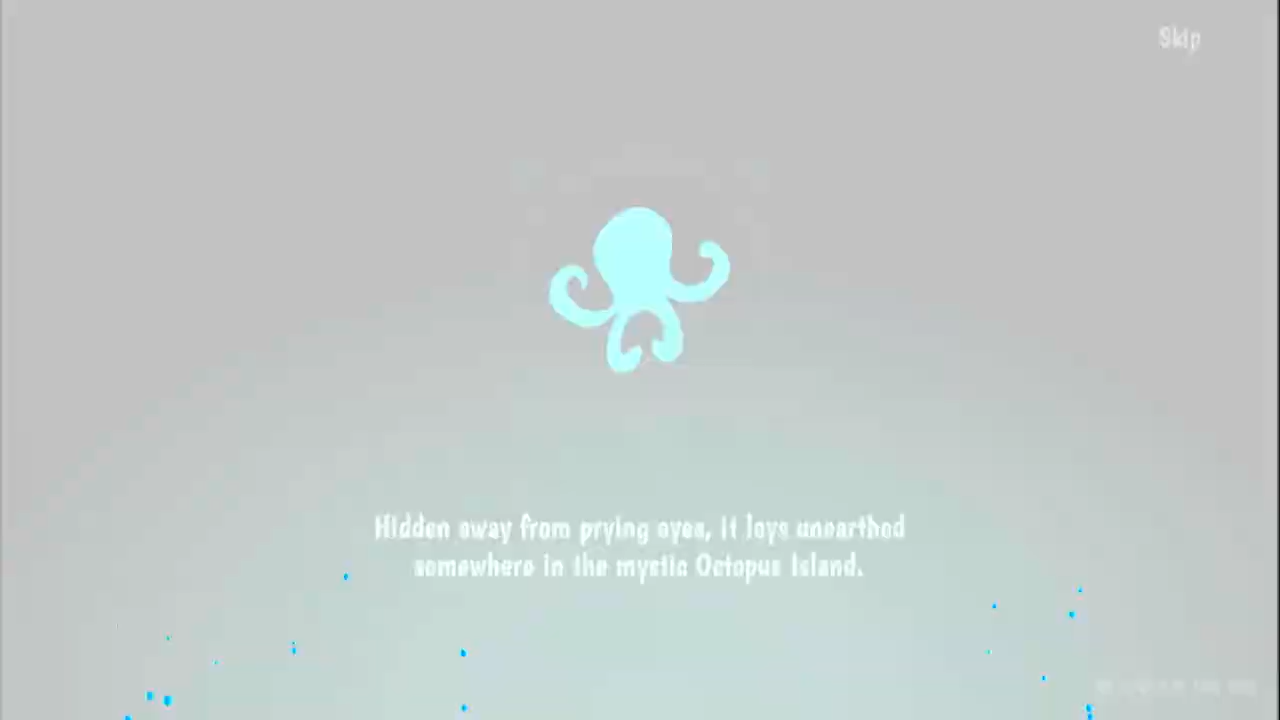 Skip
Hidden away from prying eyes, it lays unearthed
somewhere in the mystic Octopus Island.